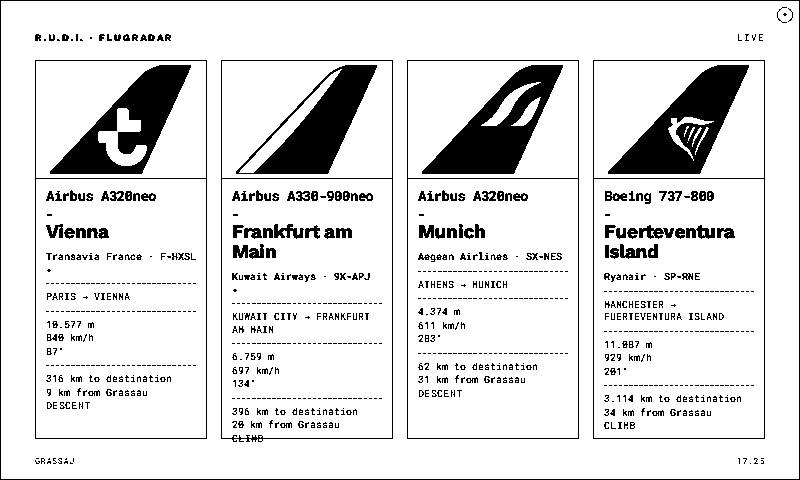 R.U.D.I. · FLUGRADAR
LIVE
Airbus A320neo
-
Vienna
Transavia France · F-HXSL
•
PARIS → VIENNA
10.577 m
840 km/h
87°
316 km to destination
9 km from Grassau
DESCENT
Airbus A330-900neo
-
Frankfurt am
Main
Kuwait Airways · 9K-APJ
•
KUWAIT CITY → FRANKFURT
AM MAIN
6.759 m
697 km/h
134°
396 km to destination
20 km from Grassau
CLIMB
Airbus A320neo
-
Munich
Aegean Airlines · SX-NES
ATHENS → MUNICH
4.374 m
611 km/h
283°
62 km to destination
31 km from Grassau
DESCENT
Boeing 737-800
-
Fuerteventura
Island
Ryanair · SP-RNE
MANCHESTER →
FUERTEVENTURA ISLAND
11.087 m
929 km/h
201°
3.114 km to destination
34 km from Grassau
CLIMB
GRASSAU
17.25